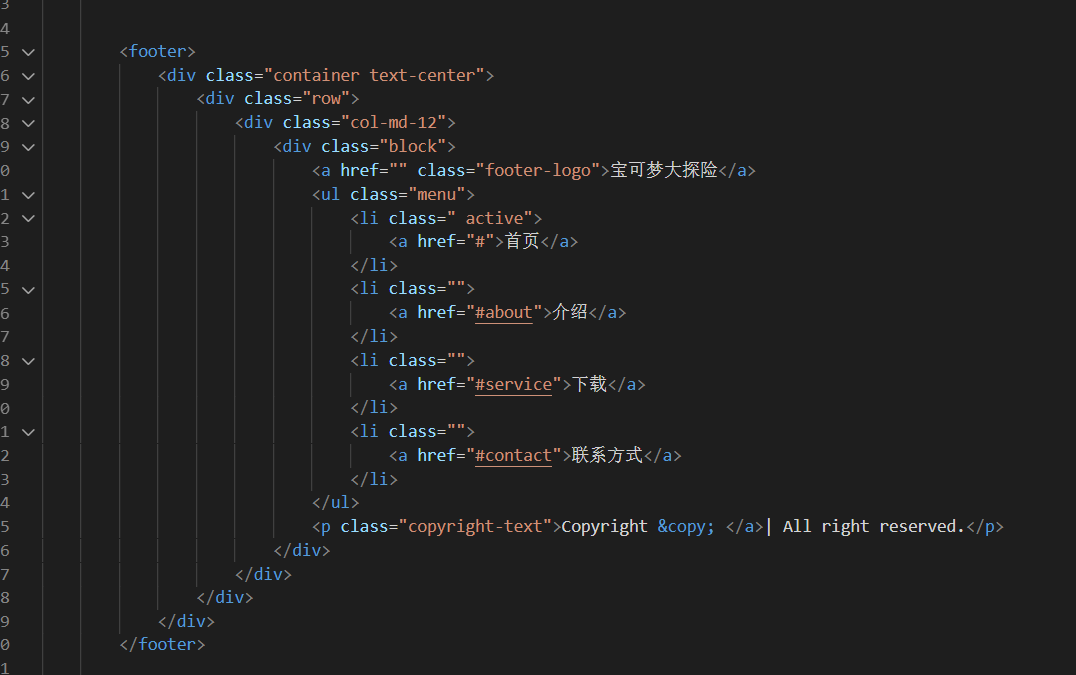 3
4
5 <footer>
6 <div class="container text-center">
7 <div class="row">
8 <div class="col-md-12">
9 <div class="block">
0 <a href="" class="footer-logo">宝可梦大探险</a>
1 <ul class="menu">
2 <li class=" active">
3 <a href="#">首页</a>
4 </li>
5 <li class="">
6 <a href="#about">介绍</a>
7 </li>
8 <li class="">
9 <a href="#service">下载</a>
0 </li>
1 <li class="">
2 <a href="#contact">联系方式</a>
3 </li>
4 </ul>
5 <p class="copyright-text">Copyright &copy; </a>| All right reserved.</p>
6 </div>
7 </div>
8 </div>
9 </div>
0 </footer>
1